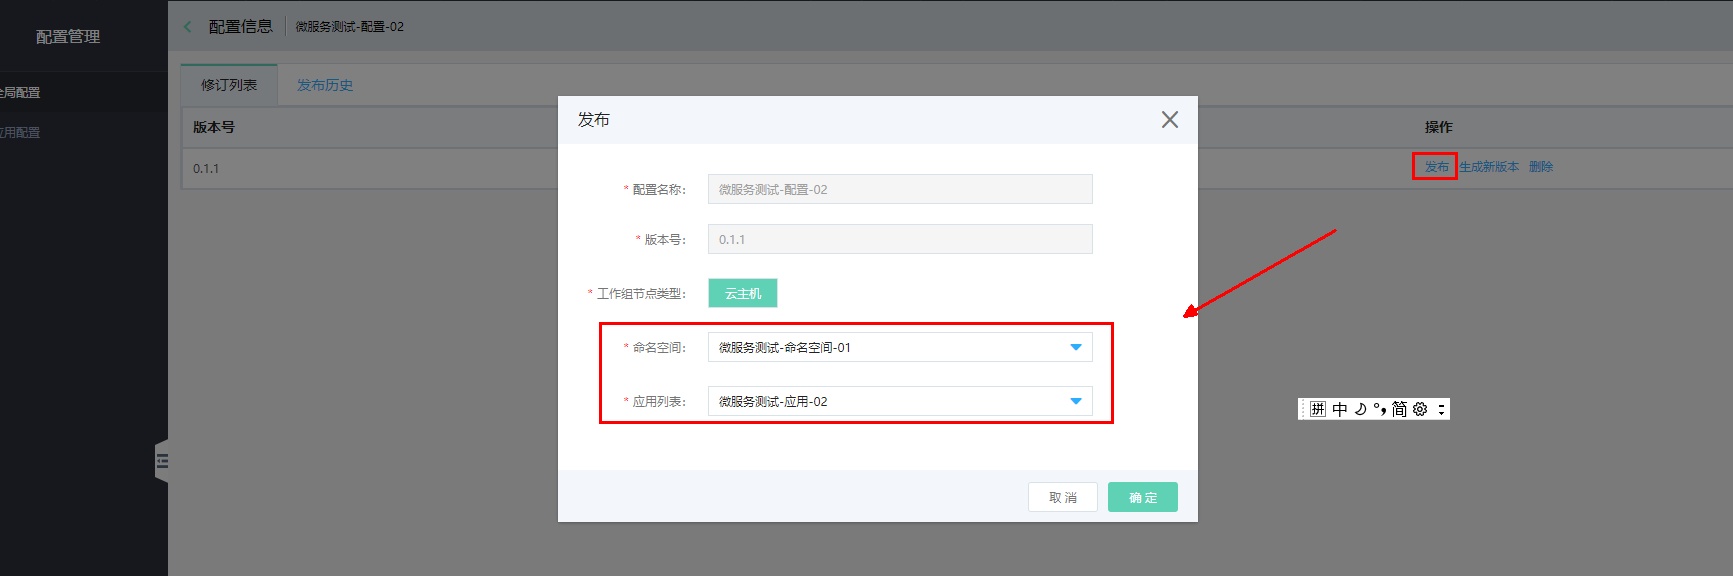 配置管理
全局配置
应用配置
配置信息 微服务测试-配置-02
修订列表 发布历史
版本号 操作
0.1.1 发布 生成新版本 删除
发布
* 配置名称: 微服务测试-配置-02
* 版本号: 0.1.1
* 工作组节点类型: 云主机
* 命名空间: 微服务测试-命名空间-01
* 应用列表: 微服务测试-应用-02
取消 确定
拼 中 简